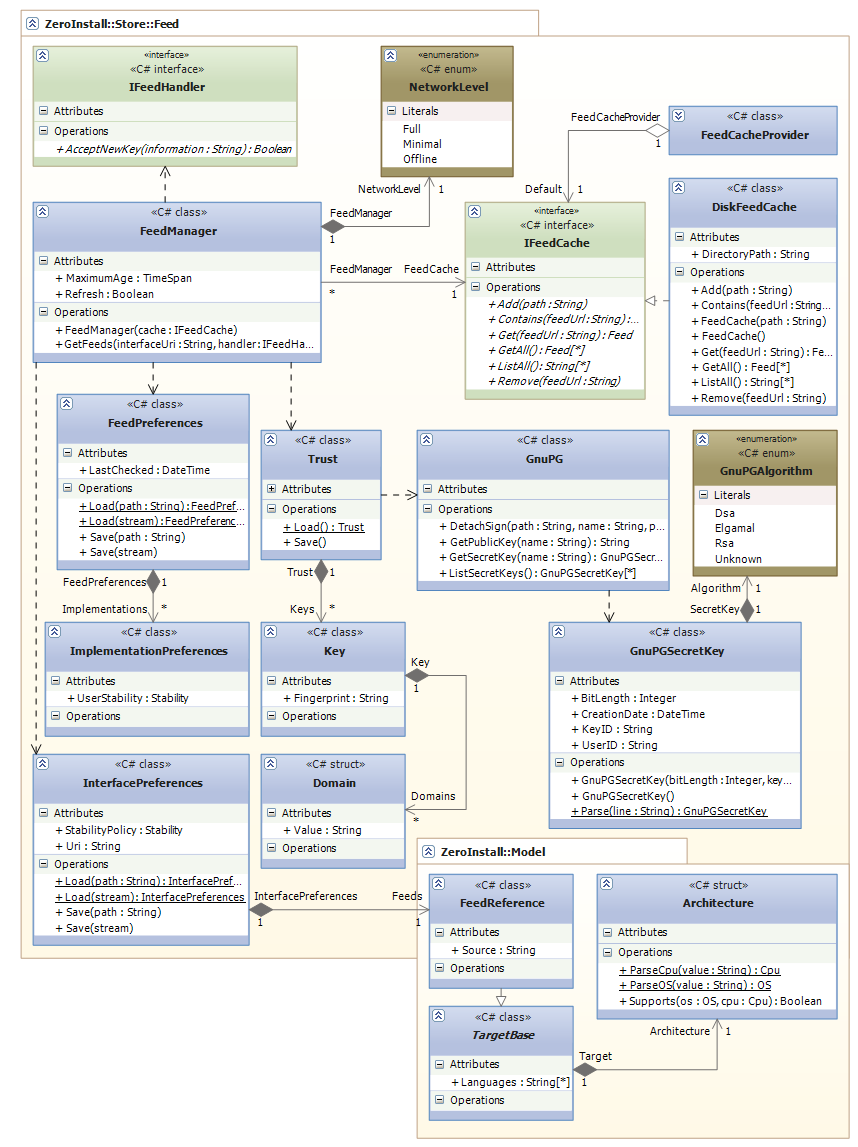 ZeroInstall::Store::Feed
«interface»
«C# interface»
IFeedHandler
Attributes
Operations
+ AcceptNewKey(information : String) : Boolean
«enumeration»
«C# enum»
NetworkLevel
Literals
Full
Minimal
Offline
FeedCacheProvider
1
«C# class»
FeedCacheProvider
NetworkLevel
1
Default
1
«C# class»
FeedManager
Attributes
+ MaximumAge : TimeSpan
+ Refresh : Boolean
Operations
+ FeedManager(cache : IFeedCache)
+ GetFeeds(interfaceUri : String, handler : IFeedHa...
FeedManager
1
FeedManager
*
FeedCache
1
«interface»
«C# interface»
IFeedCache
Attributes
Operations
+ Add(path : String)
+ Contains(feedUrl : String) : ...
+ Get(feedUrl : String) : Feed
+ GetAll() : Feed[*]
+ ListAll() : String[*]
+ Remove(feedUrl : String)
«C# class»
DiskFeedCache
Attributes
+ DirectoryPath : String
Operations
+ Add(path : String)
+ Contains(feedUrl : String...
+ FeedCache(path : String)
+ FeedCache()
+ Get(feedUrl : String) : Fe...
+ GetAll() : Feed[*]
+ ListAll() : String[*]
+ Remove(feedUrl : String)
«C# class»
FeedPreferences
Attributes
+ LastChecked : DateTime
Operations
+ Load(path : String) : FeedPref...
+ Load(stream) : FeedPreferenc...
+ Save(path : String)
+ Save(stream)
«C# class»
Trust
Attributes
Operations
+ Load() : Trust
+ Save()
«C# class»
GnuPG
Attributes
Operations
+ DetachSign(path : String, name : String, p...
+ GetPublicKey(name : String) : String
+ GetSecretKey(name : String) : GnuPGSecr...
+ ListSecretKeys() : GnuPGSecretKey[*]
«enumeration»
«C# enum»
GnuPGAlgorithm
Literals
Dsa
Elgamal
Rsa
Unknown
FeedPreferences
1
Implementations
*
Trust
1
Keys
*
Algorithm
1
SecretKey
1
«C# class»
ImplementationPreferences
Attributes
+ UserStability : Stability
Operations
«C# class»
Key
Attributes
+ Fingerprint : String
Operations
Key
1
Domains
*
«C# class»
GnuPGSecretKey
Attributes
+ BitLength : Integer
+ CreationDate : DateTime
+ KeyID : String
+ UserID : String
Operations
+ GnuPGSecretKey(bitLength : Integer, key...
+ GnuPGSecretKey()
+ Parse(line : String) : GnuPGSecretKey
«C# class»
InterfacePreferences
Attributes
+ StabilityPolicy : Stability
+ Uri : String
Operations
+ Load(path : String) : InterfacePref...
+ Load(stream) : InterfacePreferences
+ Save(path : String)
+ Save(stream)
«C# struct»
Domain
Attributes
+ Value : String
Operations
InterfacePreferences
1
Feeds
1
ZeroInstall::Model
«C# class»
FeedReference
Attributes
+ Source : String
Operations
«C# struct»
Architecture
Attributes
Operations
+ ParseCpu(value : String) : Cpu
+ ParseOS(value : String) : OS
+ Supports(os : OS, cpu : Cpu) : Boolean
«C# class»
TargetBase
Attributes
+ Languages : String[*]
Operations
Target
1
Architecture
1